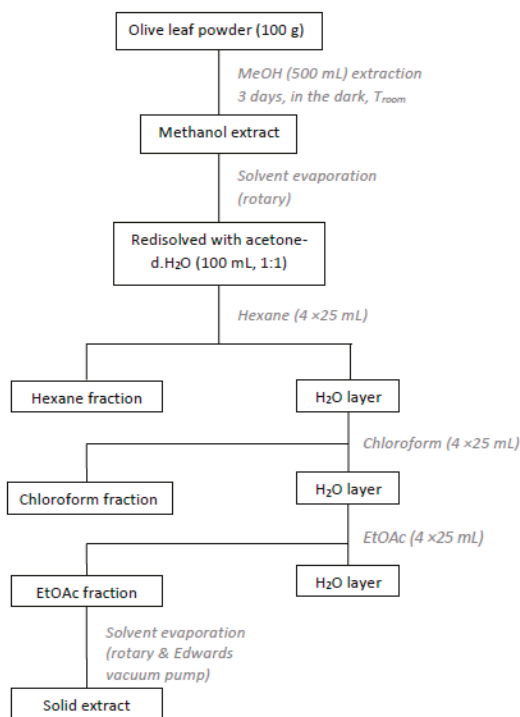 Olive leaf powder (100 g)
MeOH (500 mL) extraction
3 days, in the dark, Troom
Methanol extract
Solvent evaporation
(rotary)
Redisolved with acetone-
d.H₂O (100 mL, 1:1)
Hexane (4 ×25 mL)
Hexane fraction
H₂O layer
Chloroform (4 ×25 mL)
Chloroform fraction
H₂O layer
EtOAc (4 ×25 mL)
EtOAc fraction
H₂O layer
Solvent evaporation
(rotary & Edwards
vacuum pump)
Solid extract